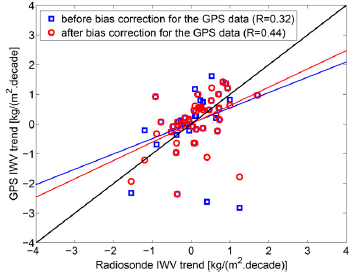 before bias correction for the GPS data (R=0.32)
after bias correction for the GPS data (R=0.44)
4
3
2
1
0
−1
−2
−3
−4
GPS IWV trend [kg/(m².decade)]
−4 −3 −2 −1 0 1 2 3 4
Radiosonde IWV trend [kg/(m².decade)]